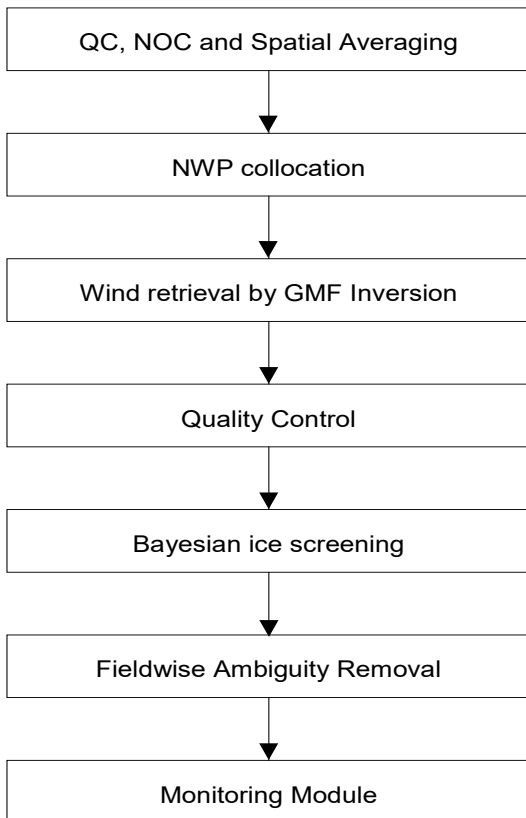 QC, NOC and Spatial Averaging
NWP collocation
Wind retrieval by GMF Inversion
Quality Control
Bayesian ice screening
Fieldwise Ambiguity Removal
Monitoring Module